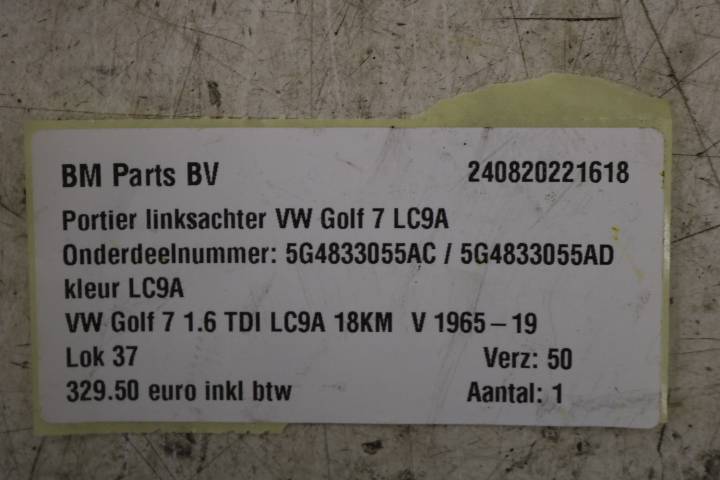 BM Parts BV 240820221618
Portier linksachter VW Golf 7 LC9A
Onderdeelnummer: 5G4833055AC / 5G4833055AD
kleur LC9A
VW Golf 7 1.6 TDI LC9A 18KM V 1965-19
Lok 37 Verz: 50
329.50 euro inkl btw Aantal: 1